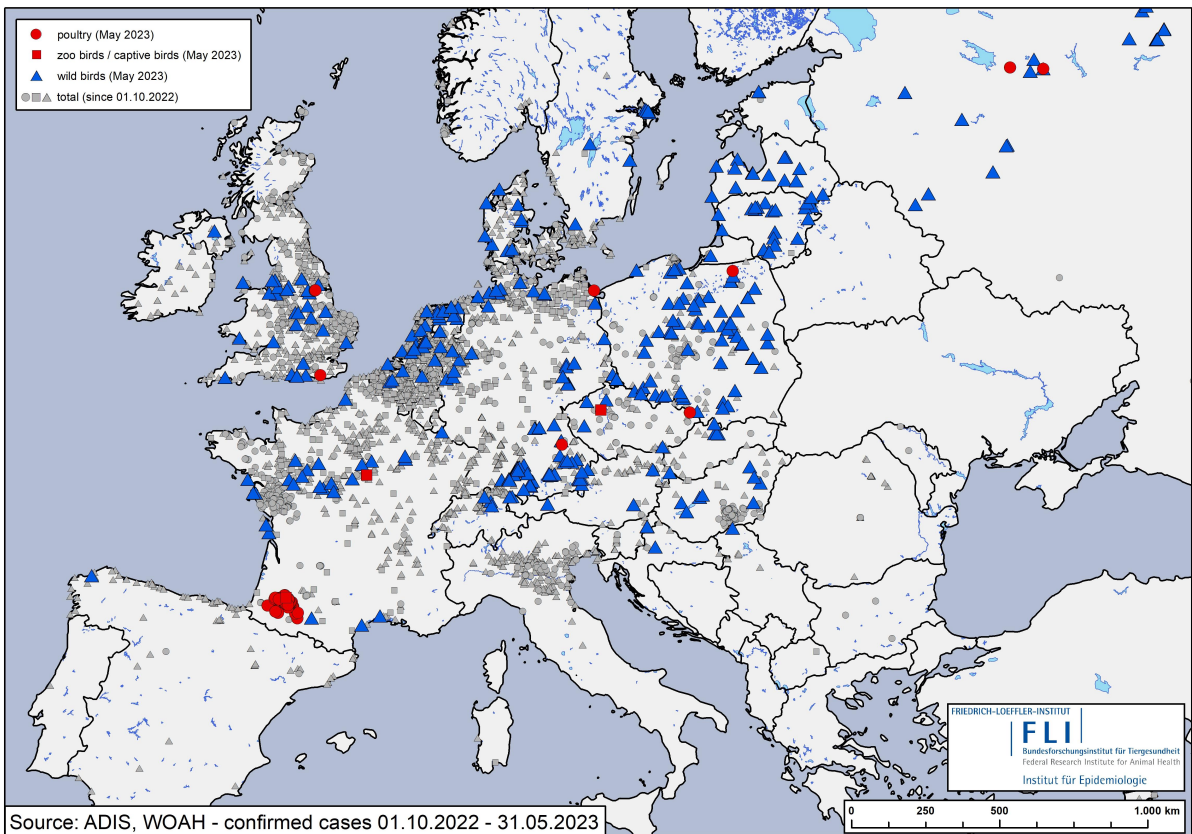 poultry (May 2023)
zoo birds / captive birds (May 2023)
wild birds (May 2023)
total (since 01.10.2022)
FRIEDRICH-LOEFFLER-INSTITUT
FLI
Bundesforschungsinstitut für Tiergesundheit
Federal Research Institute for Animal Health
Institut für Epidemiologie
0 250 500 1.000 km
Source: ADIS, WOAH - confirmed cases 01.10.2022 - 31.05.2023